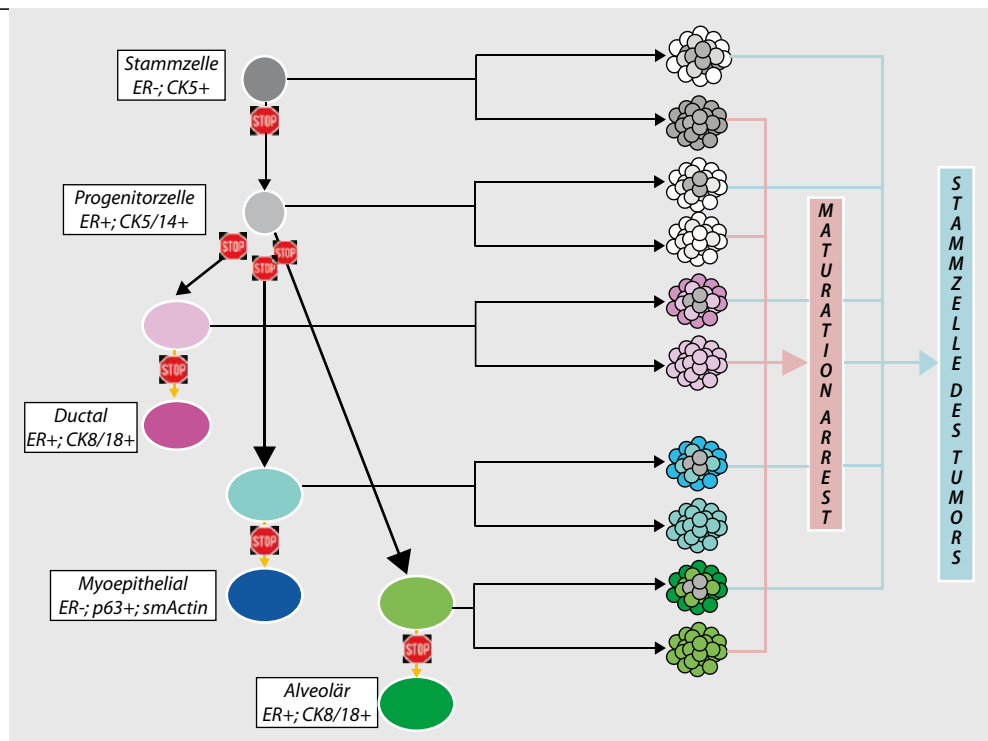 Stammzelle
ER-; CK5+
STOP
Progenitorzelle
ER+; CK5/14+
STOP
STOP
STOP
STOP
Ductal
ER+; CK8/18+
STOP
Myoepithelial
ER-; p63+; smActin
STOP
Alveolär
ER+; CK8/18+
MATURATION ARREST
STAMMZELLE DES TUMORS